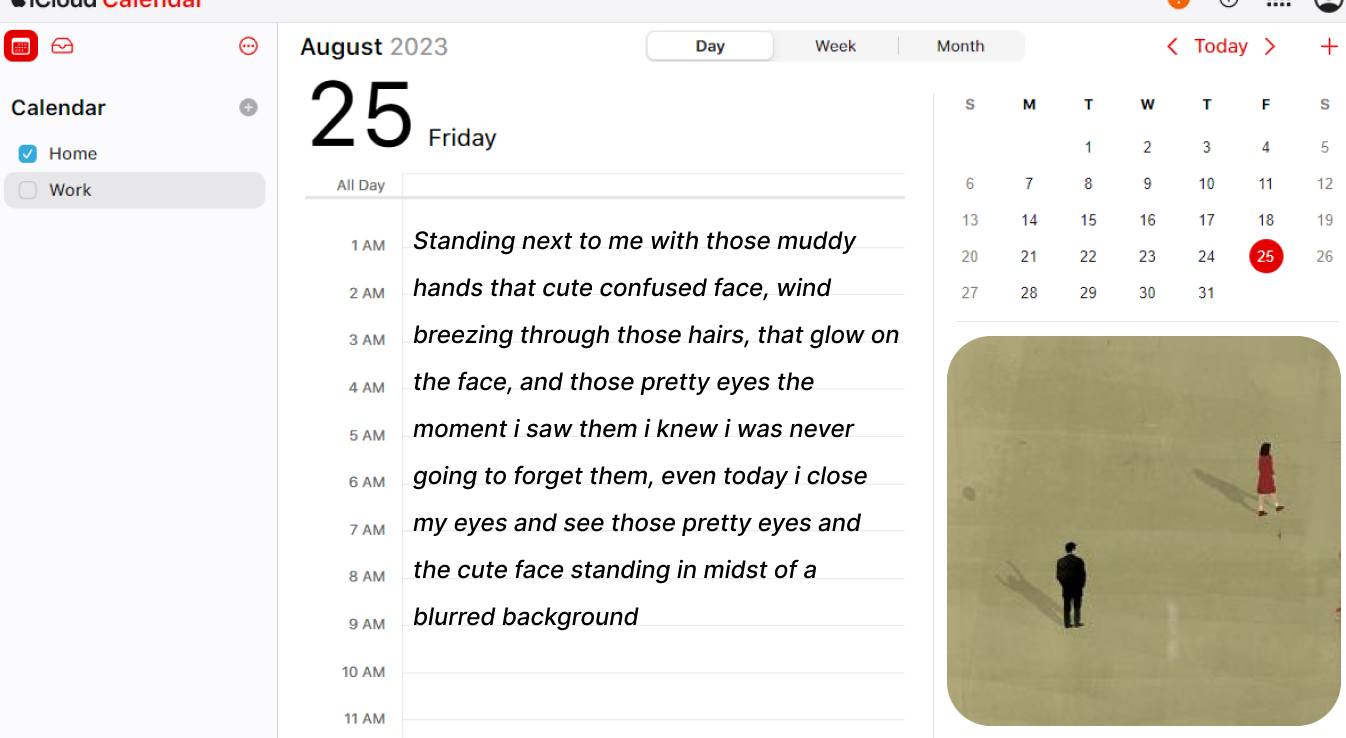 iCloud Calendar
August 2023
Day
Week
Month
Today
Calendar
Home
Work
25 Friday
All Day
1 AM
2 AM
3 AM
4 AM
5 AM
6 AM
7 AM
8 AM
9 AM
10 AM
11 AM
Standing next to me with those muddy
hands that cute confused face, wind
breezing through those hairs, that glow on
the face, and those pretty eyes the
moment i saw them i knew i was never
going to forget them, even today i close
my eyes and see those pretty eyes and
the cute face standing in midst of a
blurred background
S M T W T F S
1 2 3 4 5
6 7 8 9 10 11 12
13 14 15 16 17 18 19
20 21 22 23 24 25 26
27 28 29 30 31